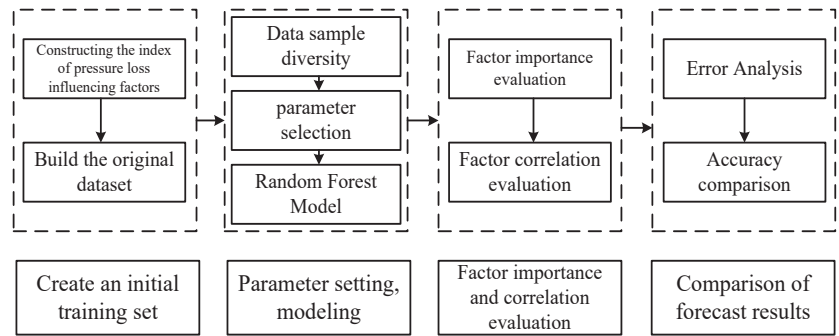 Constructing the
index
of pressure loss
influencing factors
Build the original
dataset
Data sample
diversity
parameter
selection
Random Forest
Model
Factor importance
evaluation
Factor correlation
evaluation
Error Analysis
Accuracy
comparison
Create an initial
training set
Parameter setting,
modeling
Factor importance
and correlation
evaluation
Comparison of
forecast results